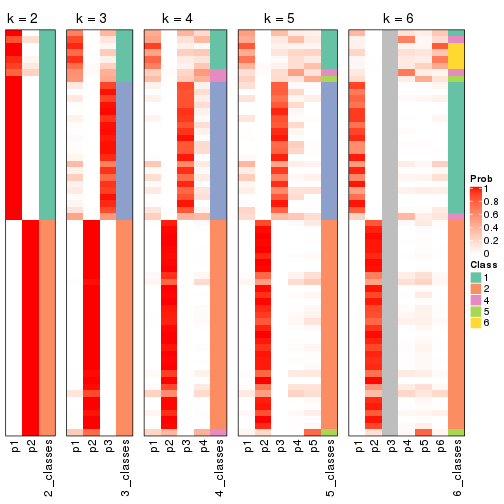 k = 2
k = 3
k = 4
k = 5
k = 6
Prob
1
0.8
0.6
0.4
0.2
0
Class
1
2
4
5
6
p1
p2
2_classes
p1
p2
p3
3_classes
p1
p2
p3
p4
4_classes
p1
p2
p3
p4
p5
5_classes
p1
p2
p3
p4
p5
p6
6_classes